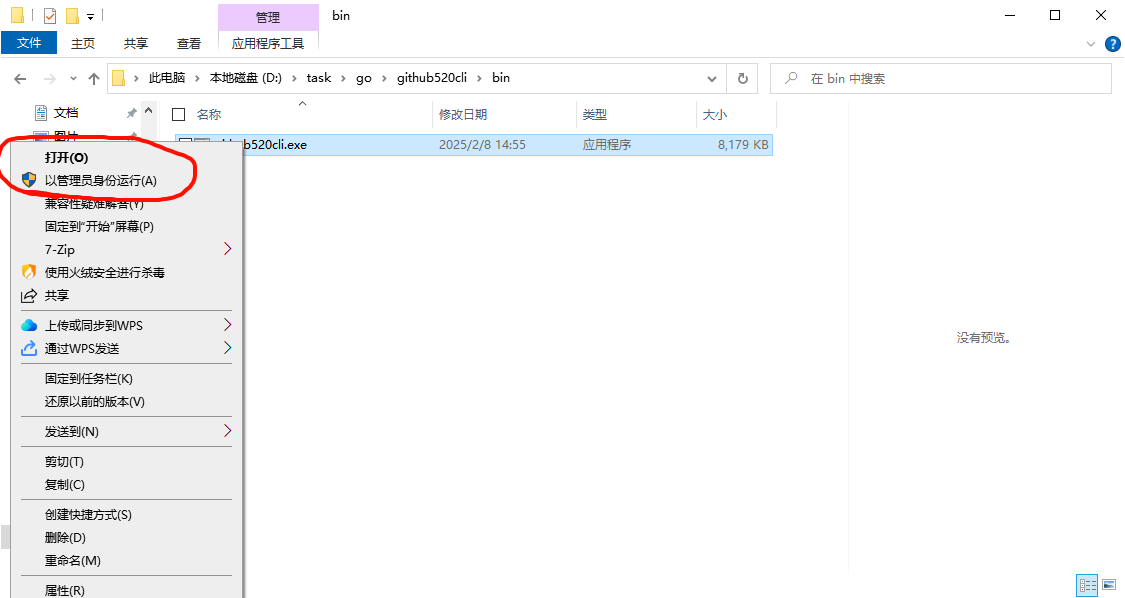 管理
bin
文件
主页
共享
查看
应用程序工具
此电脑 > 本地磁盘 (D:) > task > go > github520cli > bin
在 bin 中搜索
文档
图片
名称
修改日期
类型
大小
b520cli.exe
2025/2/8 14:55
应用程序
8,179 KB
打开(O)
以管理员身份运行(A)
兼容性疑难解答(Y)
固定到"开始"屏幕(P)
7-Zip
使用火绒安全进行杀毒
共享
上传或同步到WPS
通过WPS发送
固定到任务栏(K)
还原以前的版本(V)
发送到(N)
剪切(T)
复制(C)
创建快捷方式(S)
删除(D)
重命名(M)
属性(R)
没有预览。